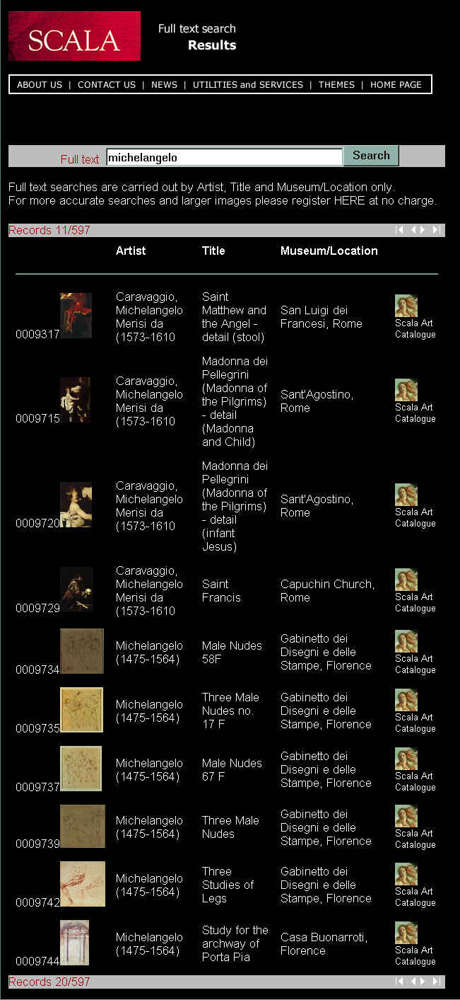 SCALA
Full text search
Results
ABOUT US | CONTACT US | NEWS | UTILITIES and SERVICES | THEMES | HOME PAGE
Full text michelangelo Search
Full text searches are carried out by Artist, Title and Museum/Location only.
For more accurate searches and larger images please register HERE at no charge.
Records 11/597
Artist Title Museum/Location
0009317
Caravaggio,
Michelangelo
Merisi da
(1573-1610
Saint
Matthew and
the Angel -
detail (stool)
San Luigi dei
Francesi, Rome
Scala Art
Catalogue
0009715
Caravaggio,
Michelangelo
Merisi da
(1573-1610
Madonna dei
Pellegrini
(Madonna of
the Pilgrims)
- detail
(Madonna
and Child)
Sant'Agostino,
Rome
Scala Art
Catalogue
0009720
Caravaggio,
Michelangelo
Merisi da
(1573-1610
Madonna dei
Pellegrini
(Madonna of
the Pilgrims)
- detail
(infant
Jesus)
Sant'Agostino,
Rome
Scala Art
Catalogue
0009729
Caravaggio,
Michelangelo
Merisi da
(1573-1610
Saint
Francis
Capuchin Church,
Rome
Scala Art
Catalogue
0009734
Michelangelo
(1475-1564)
Male Nudes
58F
Gabinetto dei
Disegni e delle
Stampe, Florence
Scala Art
Catalogue
0009735
Michelangelo
(1475-1564)
Three Male
Nudes no.
17 F
Gabinetto dei
Disegni e delle
Stampe, Florence
Scala Art
Catalogue
0009737
Michelangelo
(1475-1564)
Male Nudes
67 F
Gabinetto dei
Disegni e delle
Stampe, Florence
Scala Art
Catalogue
0009739
Michelangelo
(1475-1564)
Three Male
Nudes
Gabinetto dei
Disegni e delle
Stampe, Florence
Scala Art
Catalogue
0009742
Michelangelo
(1475-1564)
Three
Studies of
Legs
Gabinetto dei
Disegni e delle
Stampe, Florence
Scala Art
Catalogue
0009744
Michelangelo
(1475-1564)
Study for the
archway of
Porta Pia
Casa Buonarroti,
Florence
Scala Art
Catalogue
Records 20/597